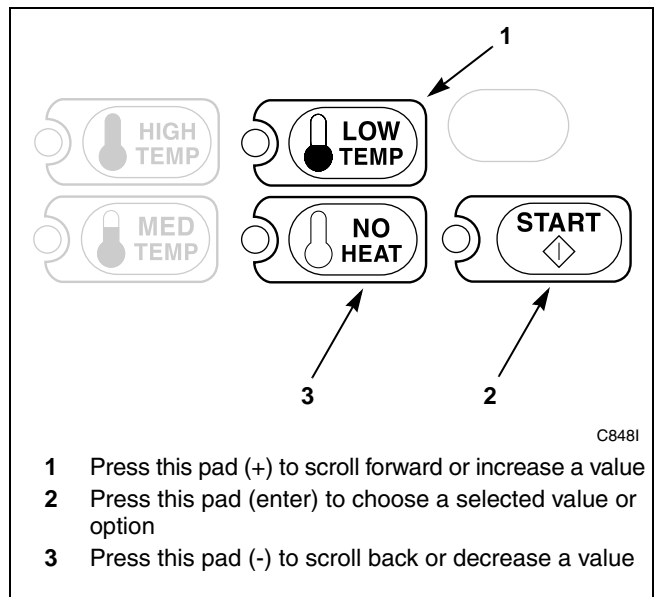 1
HIGH
TEMP
LOW
TEMP
MED
TEMP
NO
HEAT
START
3
2
C848I
1 Press this pad (+) to scroll forward or increase a value
2 Press this pad (enter) to choose a selected value or
option
3 Press this pad (-) to scroll back or decrease a value